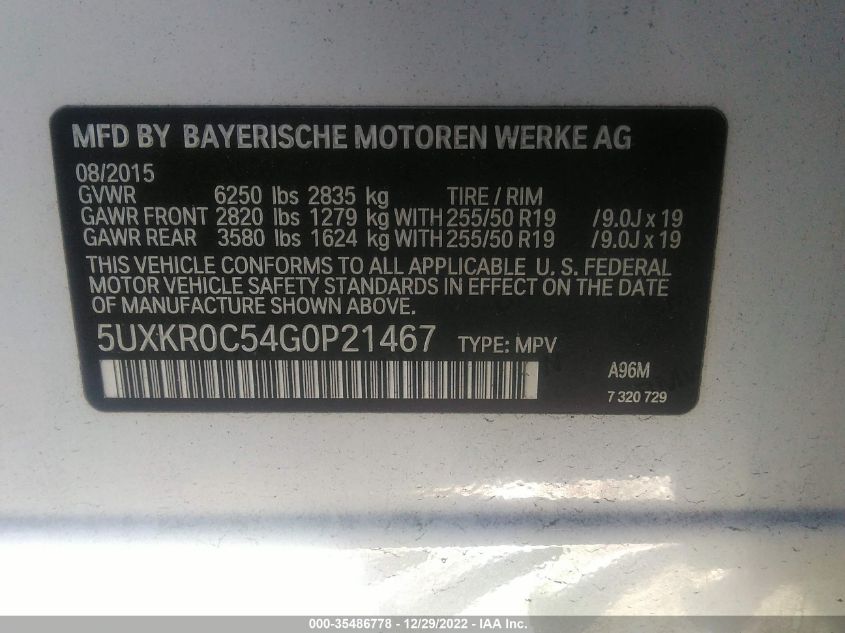 MFD BY BAYERISCHE MOTOREN WERKE AG
08/2015
GVWR 6250 lbs 2835 kg TIRE / RIM
GAWR FRONT 2820 lbs 1279 kg WITH 255/50 R19 /9.0J x 19
GAWR REAR 3580 lbs 1624 kg WITH 255/50 R19 /9.0J x 19
THIS VEHICLE CONFORMS TO ALL APPLICABLE U. S. FEDERAL
MOTOR VEHICLE SAFETY STANDARDS IN EFFECT ON THE DATE
OF MANUFACTURE SHOWN ABOVE.
5UXKR0C54G0P21467 TYPE: MPV
A96M
7 320 729
000-35486778 - 12/29/2022 - IAA Inc.